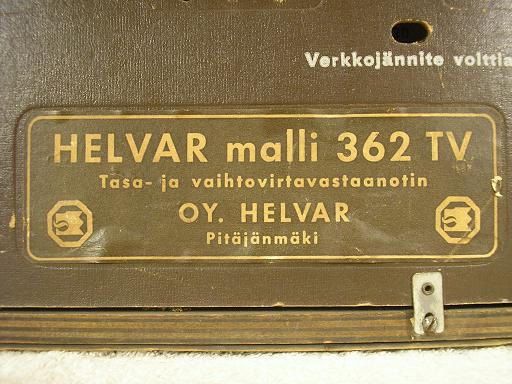 Verkkojännite volttia
HELVAR malli 362 TV
Tasa- ja vaihtovirtavastaanotin
OY. HELVAR
Pitäjänmäki